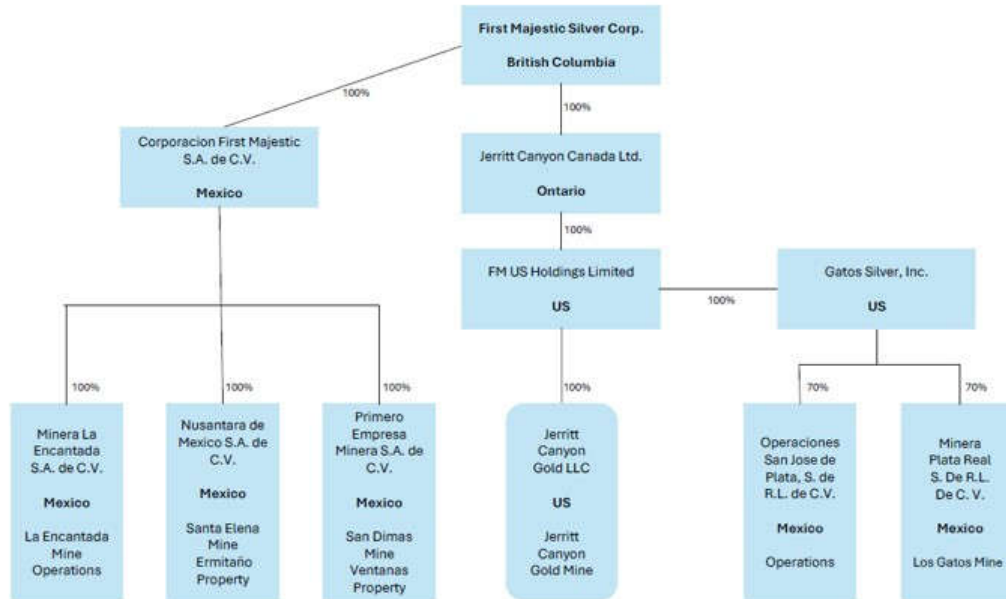 First Majestic Silver Corp.
British Columbia
100%
100%
Corporacion First Majestic
S.A. de C.V.
Mexico
Jerritt Canyon Canada Ltd.
Ontario
100%
FM US Holdings Limited
US
100%
Gatos Silver, Inc.
US
100%
100%
100%
100%
70%
70%
Minera La
Encantada
S.A. de C.V.
Mexico
La Encantada
Mine
Operations
Nusantara de
Mexico S.A. de
C.V.
Mexico
Santa Elena
Mine
Ermitaño
Property
Primero
Empresa
Minera S.A. de
C.V.
Mexico
San Dimas
Mine
Ventanas
Property
Jerritt
Canyon
Gold LLC
US
Jerritt
Canyon
Gold Mine
Operaciones
San Jose de
Plata, S. de
R.L. de C.V.
Mexico
Operations
Minera
Plata Real
S. De R.L.
De C. V.
Mexico
Los Gatos Mine